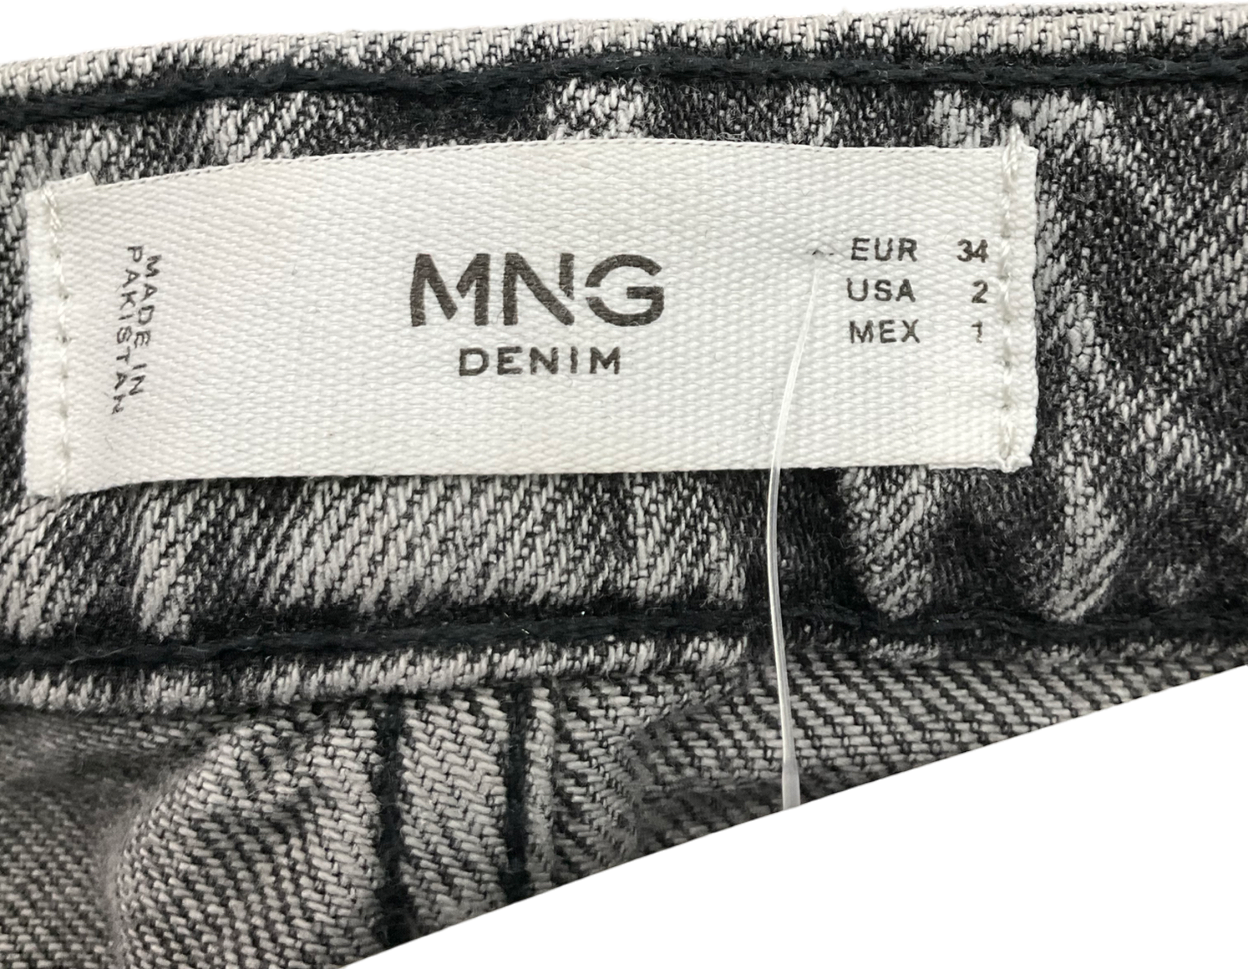 MADE IN
PAKISTAN
MNG
DENIM
EUR 34
USA 2
MEX 1